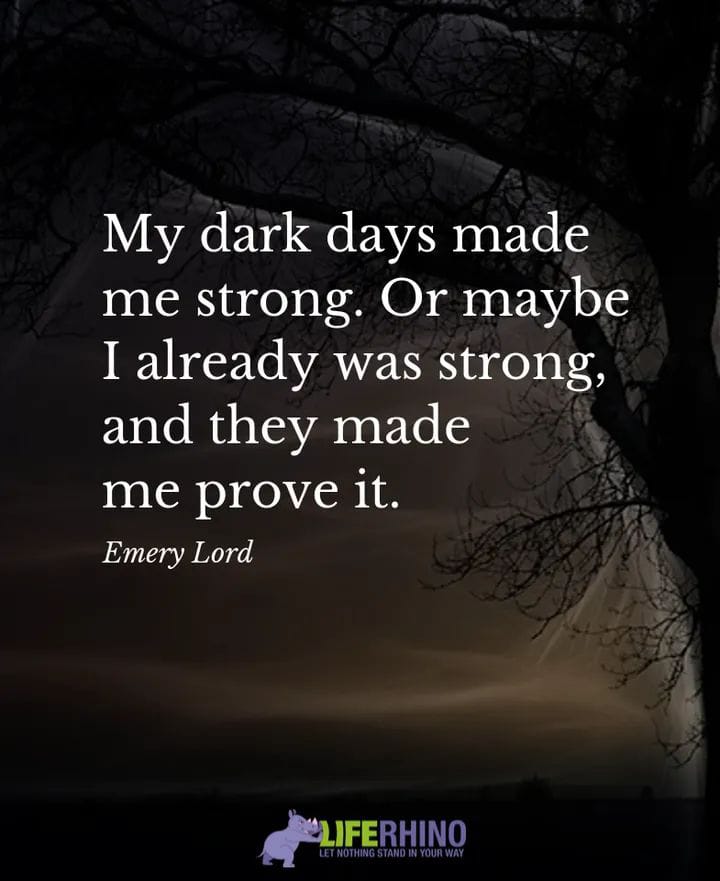 My dark days made
me strong. Or maybe
I already was strong,
and they made
me prove it.
Emery Lord
LIFERHINO
LET NOTHING STAND IN YOUR WAY